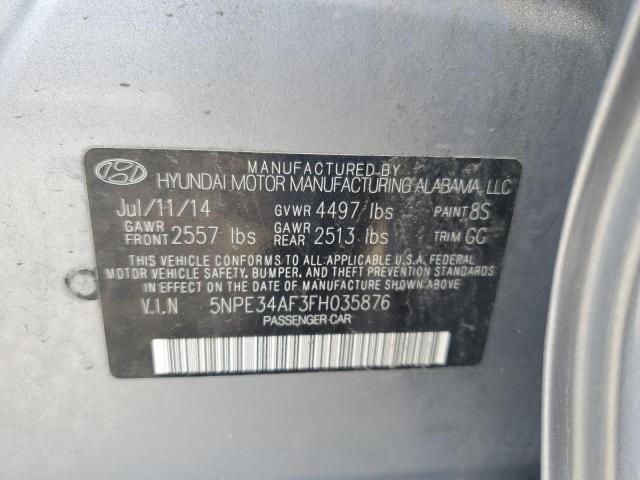 MANUFACTURED BY
HYUNDAI MOTOR MANUFACTURING ALABAMA, LLC
Jul/11/14 GVWR 4497 lbs PAINT 8S
GAWR FRONT 2557 lbs GAWR REAR 2513 lbs TRIM GG
THIS VEHICLE CONFORMS TO ALL APPLICABLE U.S.A. FEDERAL
MOTOR VEHICLE SAFETY, BUMPER, AND THEFT PREVENTION
STANDARDS IN EFFECT ON THE DATE OF MANUFACTURE SHOWN ABOVE
V.I.N 5NPE34AF3FH035876
PASSENGER CAR